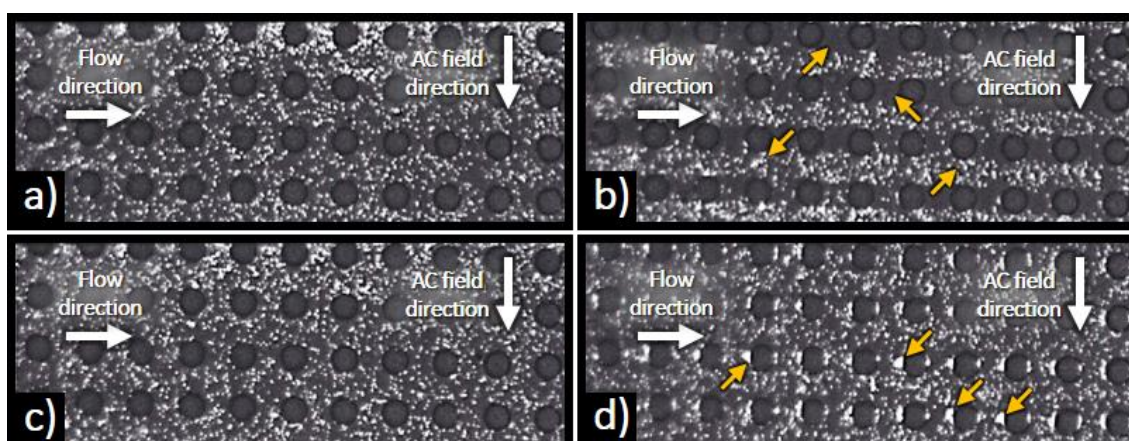 Flow
direction
AC field
direction
a)
Flow
direction
AC field
direction
b)
Flow
direction
AC field
direction
c)
Flow
direction
AC field
direction
d)